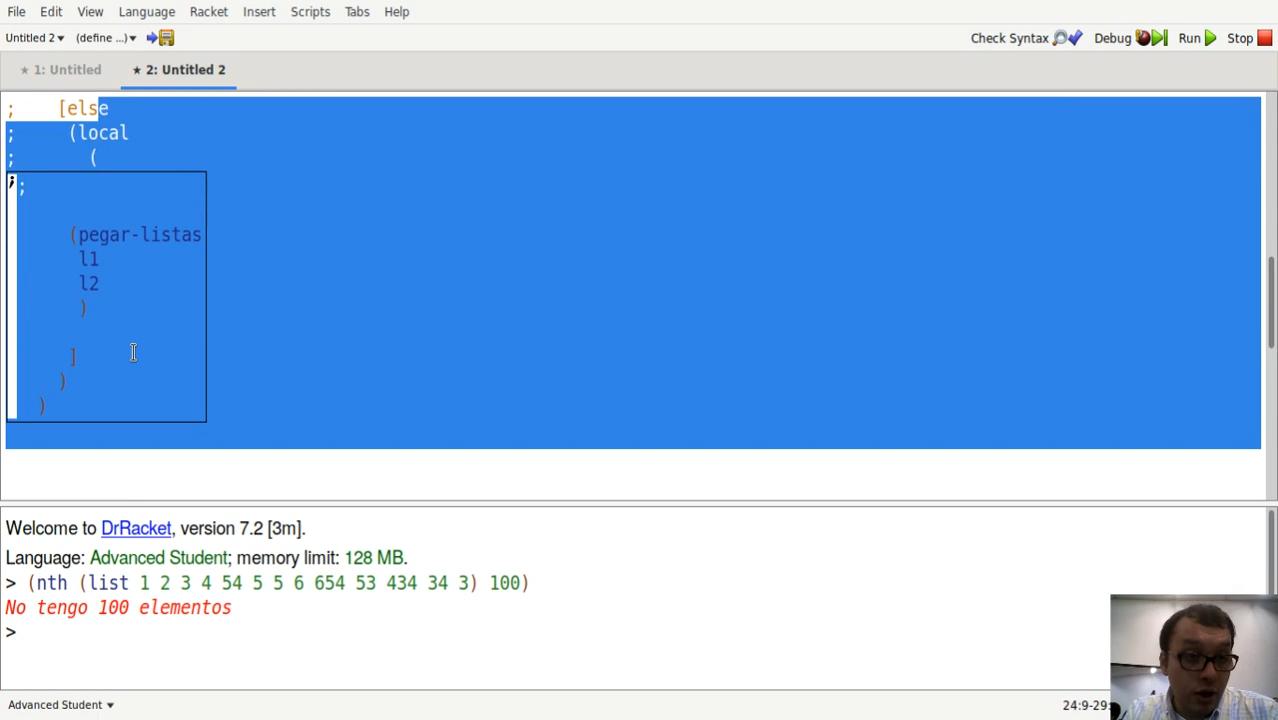 File Edit View Language Racket Insert Scripts Tabs Help
Untitled 2 (define ...) Check Syntax Debug Run Stop
★ 1: Untitled ★ 2: Untitled 2
; [else
; (local
; (
;;
(pegar-listas
l1
l2
)
]
)
)
Welcome to DrRacket, version 7.2 [3m].
Language: Advanced Student; memory limit: 128 MB.
> (nth (list 1 2 3 4 54 5 5 6 654 53 434 34 3) 100)
No tengo 100 elementos
>
Advanced Student 24:9-29: